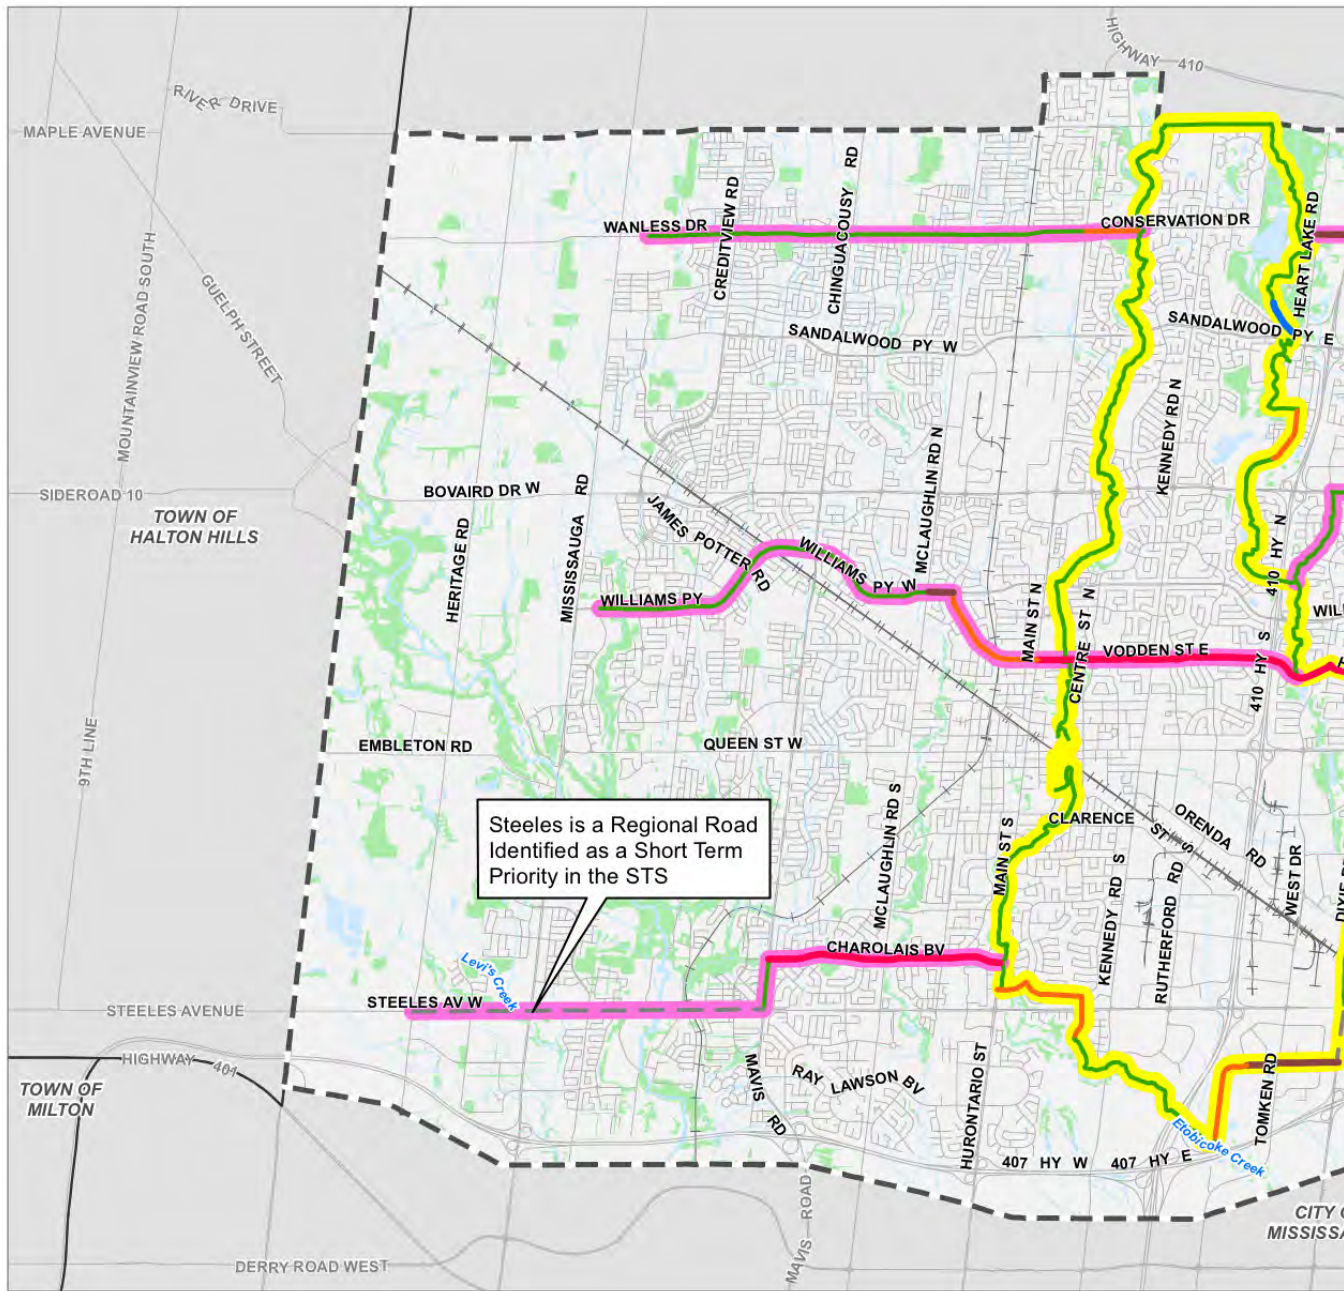 HIGHWAY 410
RIVER DRIVE
MAPLE AVENUE
WANLESS DR
CONSERVATION DR
CREDITVIEW RD
CHINGUACOUSY RD
HEART LAKE RD
MOUNTAINVIEW ROAD SOUTH
GUELPH STREET
SANDALWOOD PY W
SANDALWOOD PY E
KENNEDY RD N
MCLAUGHLIN RD N
SIDEROAD 10
BOVAIRD DR W
TOWN OF
HALTON HILLS
HERITAGE RD
MISSISSAUGA RD
JAMES POTTER RD
WILLIAMS PY
WILLIAMS PY W
410 HY N
MAIN ST N
CENTRE ST N
VODDEN ST E
410 HY S
9TH LINE
EMBLETON RD
QUEEN ST W
Steeles is a Regional Road
Identified as a Short Term
Priority in the STS
MCLAUGHLIN RD S
MAIN ST S
CLARENCE ST
ORENDA RD
KENNEDY RD S
RUTHERFORD RD S
WEST DR
CHAROLAIS BV
Levi's Creek
STEELES AV W
STEELES AVENUE
HIGHWAY 401
TOWN OF
MILTON
MAVIS RD
RAY LAWSON BV
HURONTARIO ST
TOMKEN RD
Etobicoke Creek
407 HY W
407 HY E
MAVIS ROAD
CITY
MISSISSA
DERRY ROAD WEST